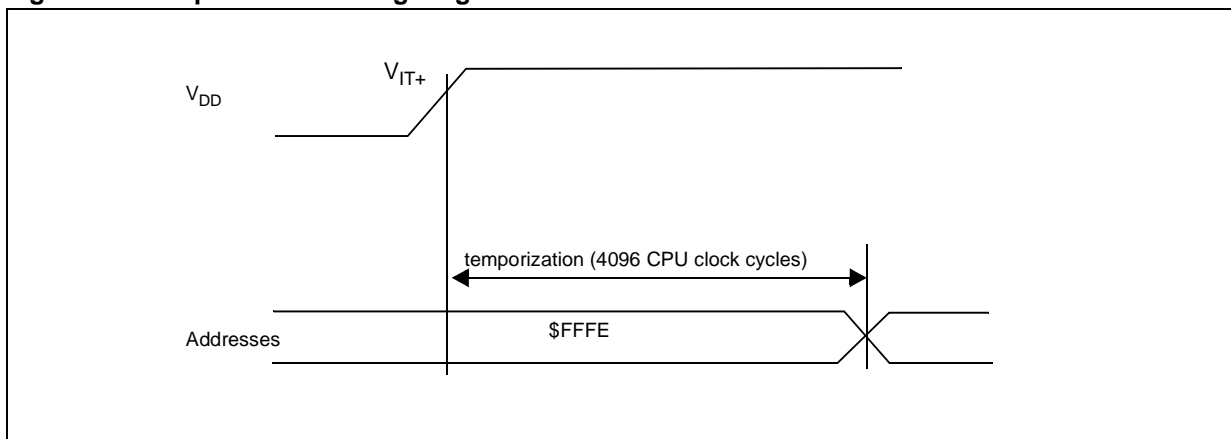 V_IT+
V_DD
temporization (4096 CPU clock cycles)
$FFFE
Addresses